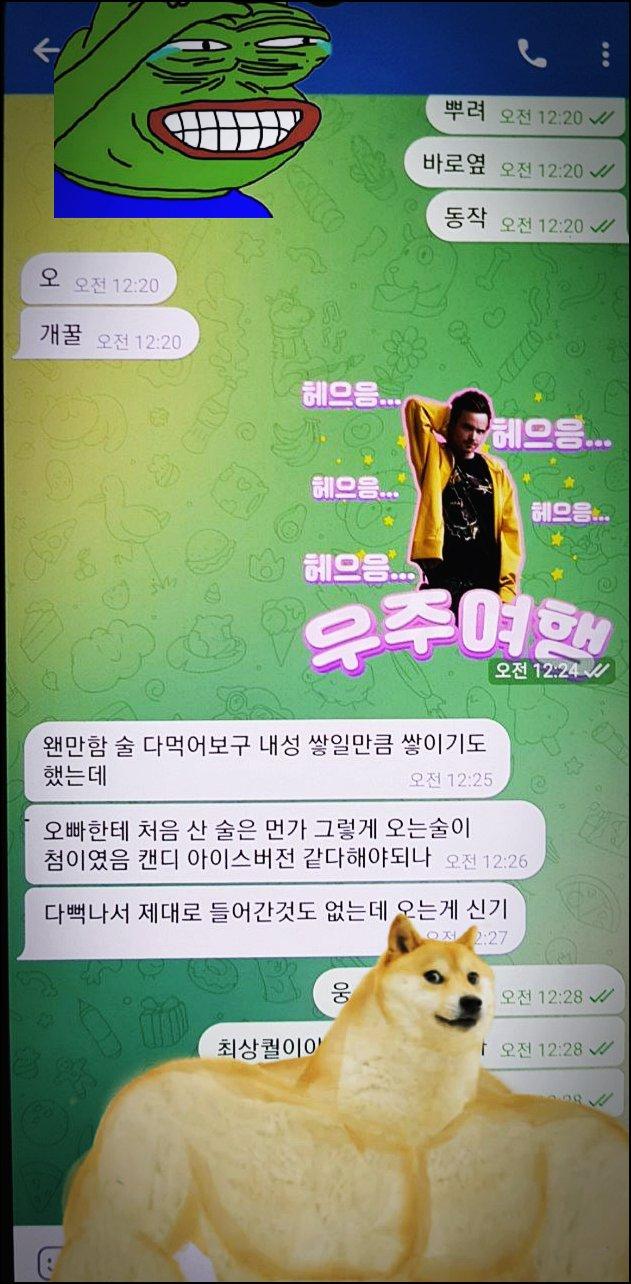 뿌려 오전 12:20
바로옆 오전 12:20
동작 오전 12:20
오 오전 12:20
개꿀 오전 12:20
헤으응...
헤으응...
헤으응...
헤으응...
헤으응...
우주여행
오전 12:24
왠만함 술 다먹어보구 내성 쌓일만큼 쌓이기도
했는데
오전 12:25
오빠한테 처음 산 술은 먼가 그렇게 오는술이
첨이였음 캔디 아이스버전 같다해야되나 오전 12:26
다뻑나서 제대로 들어간것도 없는데 오는게 신기
오전 2:27
웅 오전 12:28
최상퀄이 오전 12:28